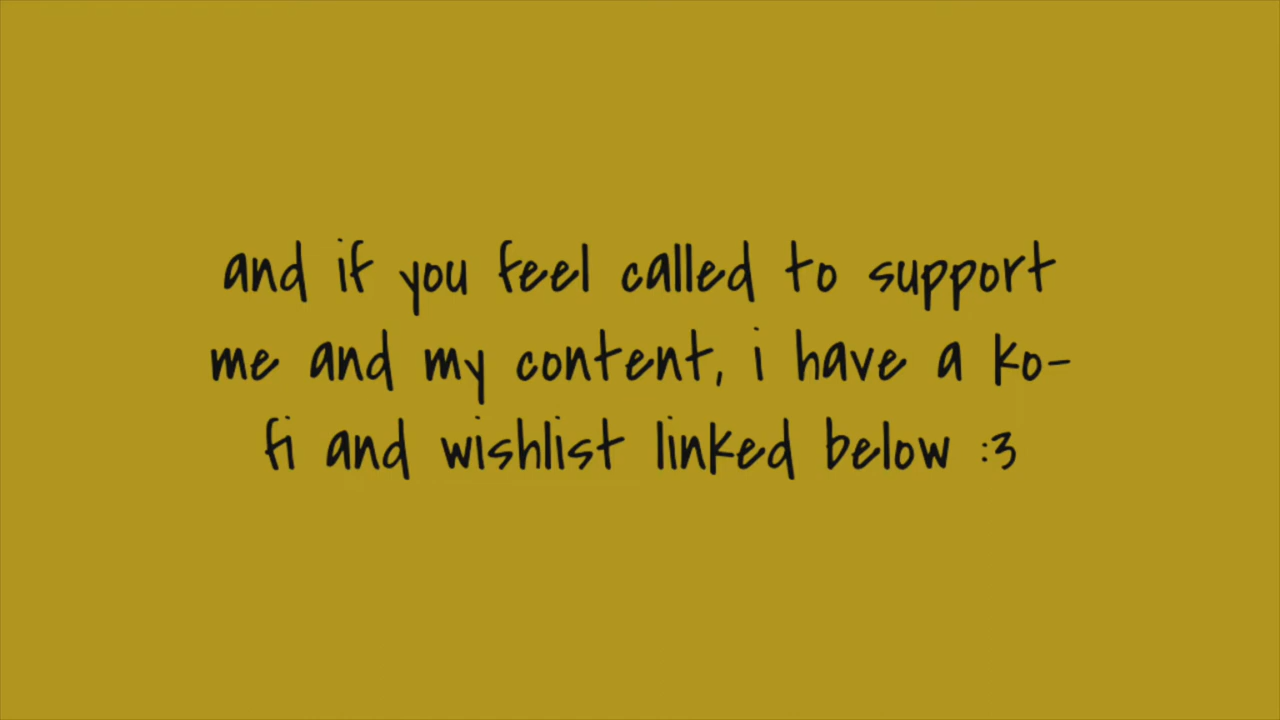 and if you feel called to support
me and my content, i have a ko-
fi and wishlist linked below :3